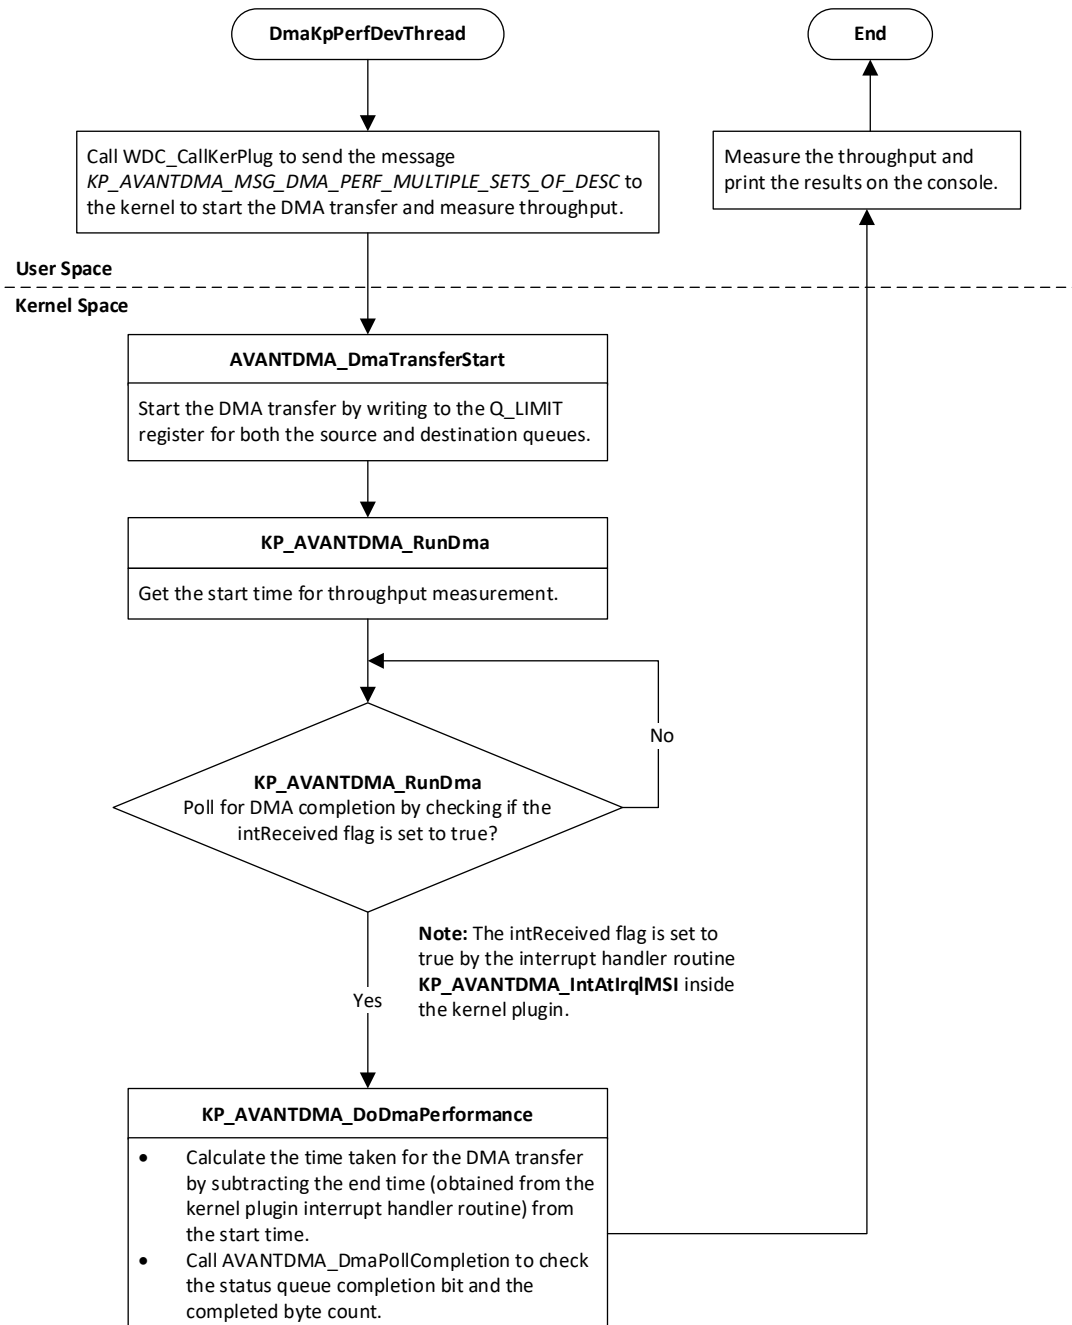 DmaKpPerfDevThread
End
Call WDC_CallKerPlug to send the message
KP_AVANTDMA_MSG_DMA_PERF_MULTIPLE_SETS_OF_DESC to
the kernel to start the DMA transfer and measure throughput.
Measure the throughput and
print the results on the console.
User Space
Kernel Space
AVANTDMA_DmaTransferStart
Start the DMA transfer by writing to the Q_LIMIT
register for both the source and destination queues.
KP_AVANTDMA_RunDma
Get the start time for throughput measurement.
No
KP_AVANTDMA_RunDma
Poll for DMA completion by checking if the
intReceived flag is set to true?
Note: The intReceived flag is set to
true by the interrupt handler routine
KP_AVANTDMA_IntAtIrqlMSI inside
the kernel plugin.
Yes
KP_AVANTDMA_DoDmaPerformance
• Calculate the time taken for the DMA transfer
by subtracting the end time (obtained from the
kernel plugin interrupt handler routine) from
the start time.
• Call AVANTDMA_DmaPollCompletion to check
the status queue completion bit and the
completed byte count.